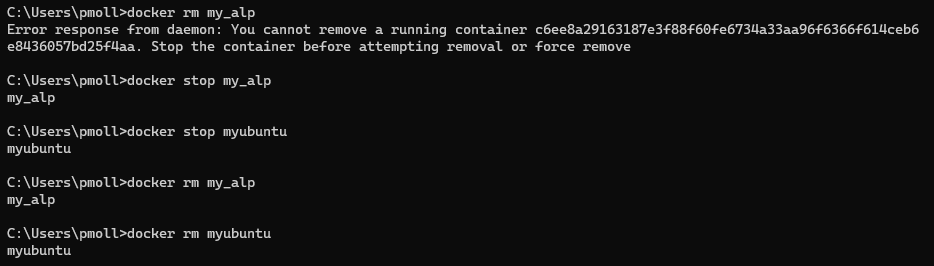 C:\Users\pmoll>docker rm my_alp
Error response from daemon: You cannot remove a running container c6ee8a29163187e3f88f60fe6734a33aa96f6366f614ceb6
e8436057bd25f4aa. Stop the container before attempting removal or force remove
C:\Users\pmoll>docker stop my_alp
my_alp
C:\Users\pmoll>docker stop myubuntu
myubuntu
C:\Users\pmoll>docker rm my_alp
my_alp
C:\Users\pmoll>docker rm myubuntu
myubuntu